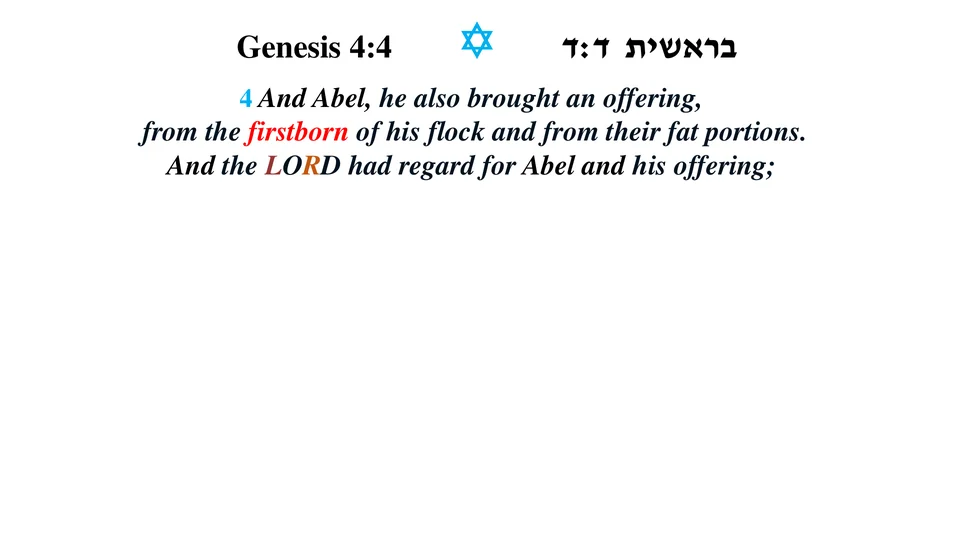 Genesis 4:4 ✡ בראשית ד:ד
4 And Abel, he also brought an offering,
from the firstborn of his flock and from their fat portions.
And the LORD had regard for Abel and his offering;